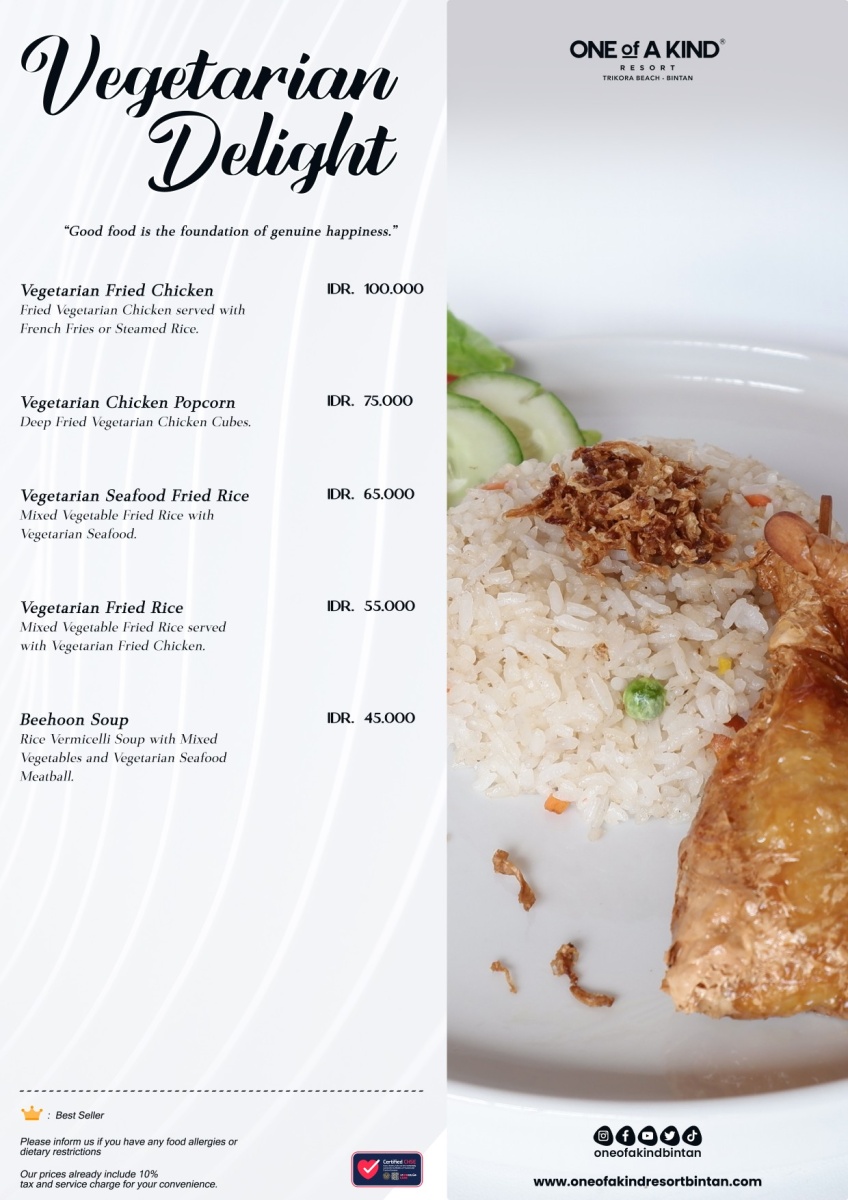 Vegetarian
Delight
“Good food is the foundation of genuine happiness.”
Vegetarian Fried Chicken IDR. 100.000
Fried Vegetarian Chicken served with
French Fries or Steamed Rice.
Vegetarian Chicken Popcorn IDR. 75.000
Deep Fried Vegetarian Chicken Cubes.
Vegetarian Seafood Fried Rice IDR. 65.000
Mixed Vegetable Fried Rice with
Vegetarian Seafood.
Vegetarian Fried Rice IDR. 55.000
Mixed Vegetable Fried Rice served
with Vegetarian Fried Chicken.
Beehoon Soup IDR. 45.000
Rice Vermicelli Soup with Mixed
Vegetables and Vegetarian Seafood
Meatball.
: Best Seller
Please inform us if you have any food allergies or
dietary restrictions
Our prices already include 10%
tax and service charge for your convenience.
Certified CHSE
ONE of A KIND®
RESORT
TRIKORA BEACH - BINTAN
oneofakindbintan
www.oneofakindresortbintan.com